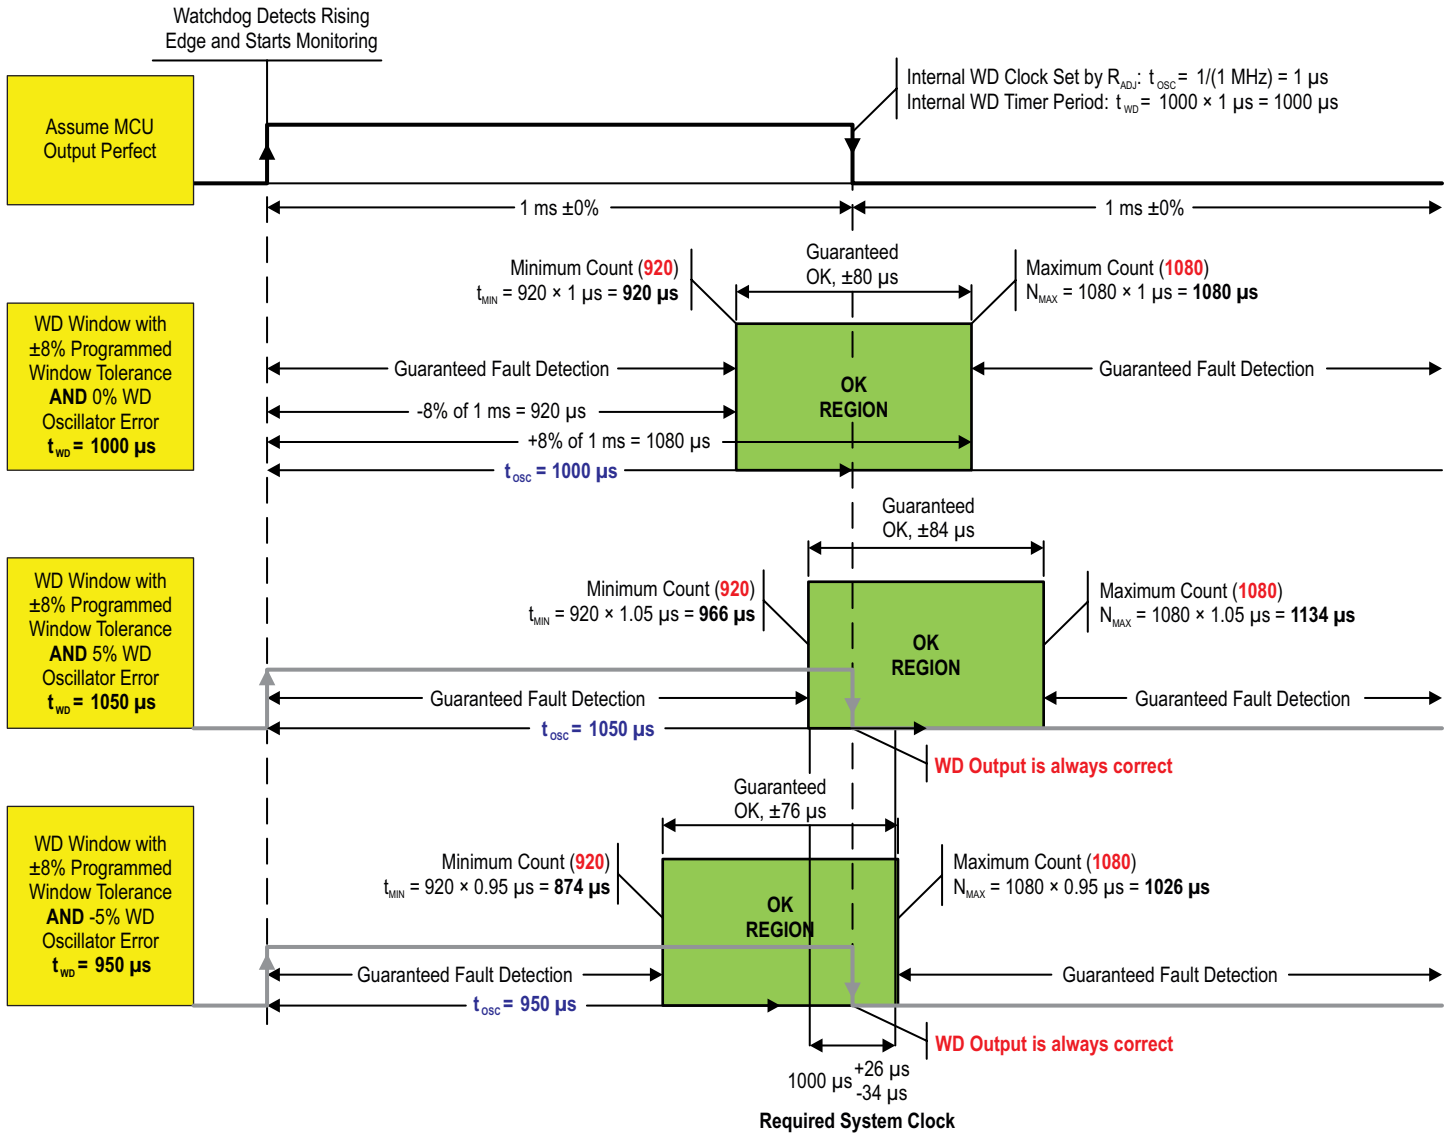 Watchdog Detects Rising
Edge and Starts Monitoring
Internal WD Clock Set by RADJ: tOSC = 1/(1 MHz) = 1 µs
Internal WD Timer Period: tWD = 1000 × 1 µs = 1000 µs
Assume MCU
Output Perfect
1 ms ±0%
1 ms ±0%
WD Window with
±8% Programmed
Window Tolerance
AND 0% WD
Oscillator Error
tWD = 1000 µs
Minimum Count (920)
tMIN = 920 × 1 µs = 920 µs
Guaranteed
OK, ±80 µs
Maximum Count (1080)
NMAX = 1080 × 1 µs = 1080 µs
Guaranteed Fault Detection
OK
REGION
Guaranteed Fault Detection
-8% of 1 ms = 920 µs
+8% of 1 ms = 1080 µs
tOSC = 1000 µs
WD Window with
±8% Programmed
Window Tolerance
AND 5% WD
Oscillator Error
tWD = 1050 µs
Guaranteed
OK, ±84 µs
Minimum Count (920)
tMIN = 920 × 1.05 µs = 966 µs
Maximum Count (1080)
NMAX = 1080 × 1.05 µs = 1134 µs
OK
REGION
Guaranteed Fault Detection
Guaranteed Fault Detection
tOSC = 1050 µs
WD Output is always correct
WD Window with
±8% Programmed
Window Tolerance
AND -5% WD
Oscillator Error
tWD = 950 µs
Guaranteed
OK, ±76 µs
Minimum Count (920)
tMIN = 920 × 0.95 µs = 874 µs
Maximum Count (1080)
NMAX = 1080 × 0.95 µs = 1026 µs
OK
REGION
Guaranteed Fault Detection
Guaranteed Fault Detection
tOSC = 950 µs
WD Output is always correct
1000 µs +26 µs
-34 µs
Required System Clock